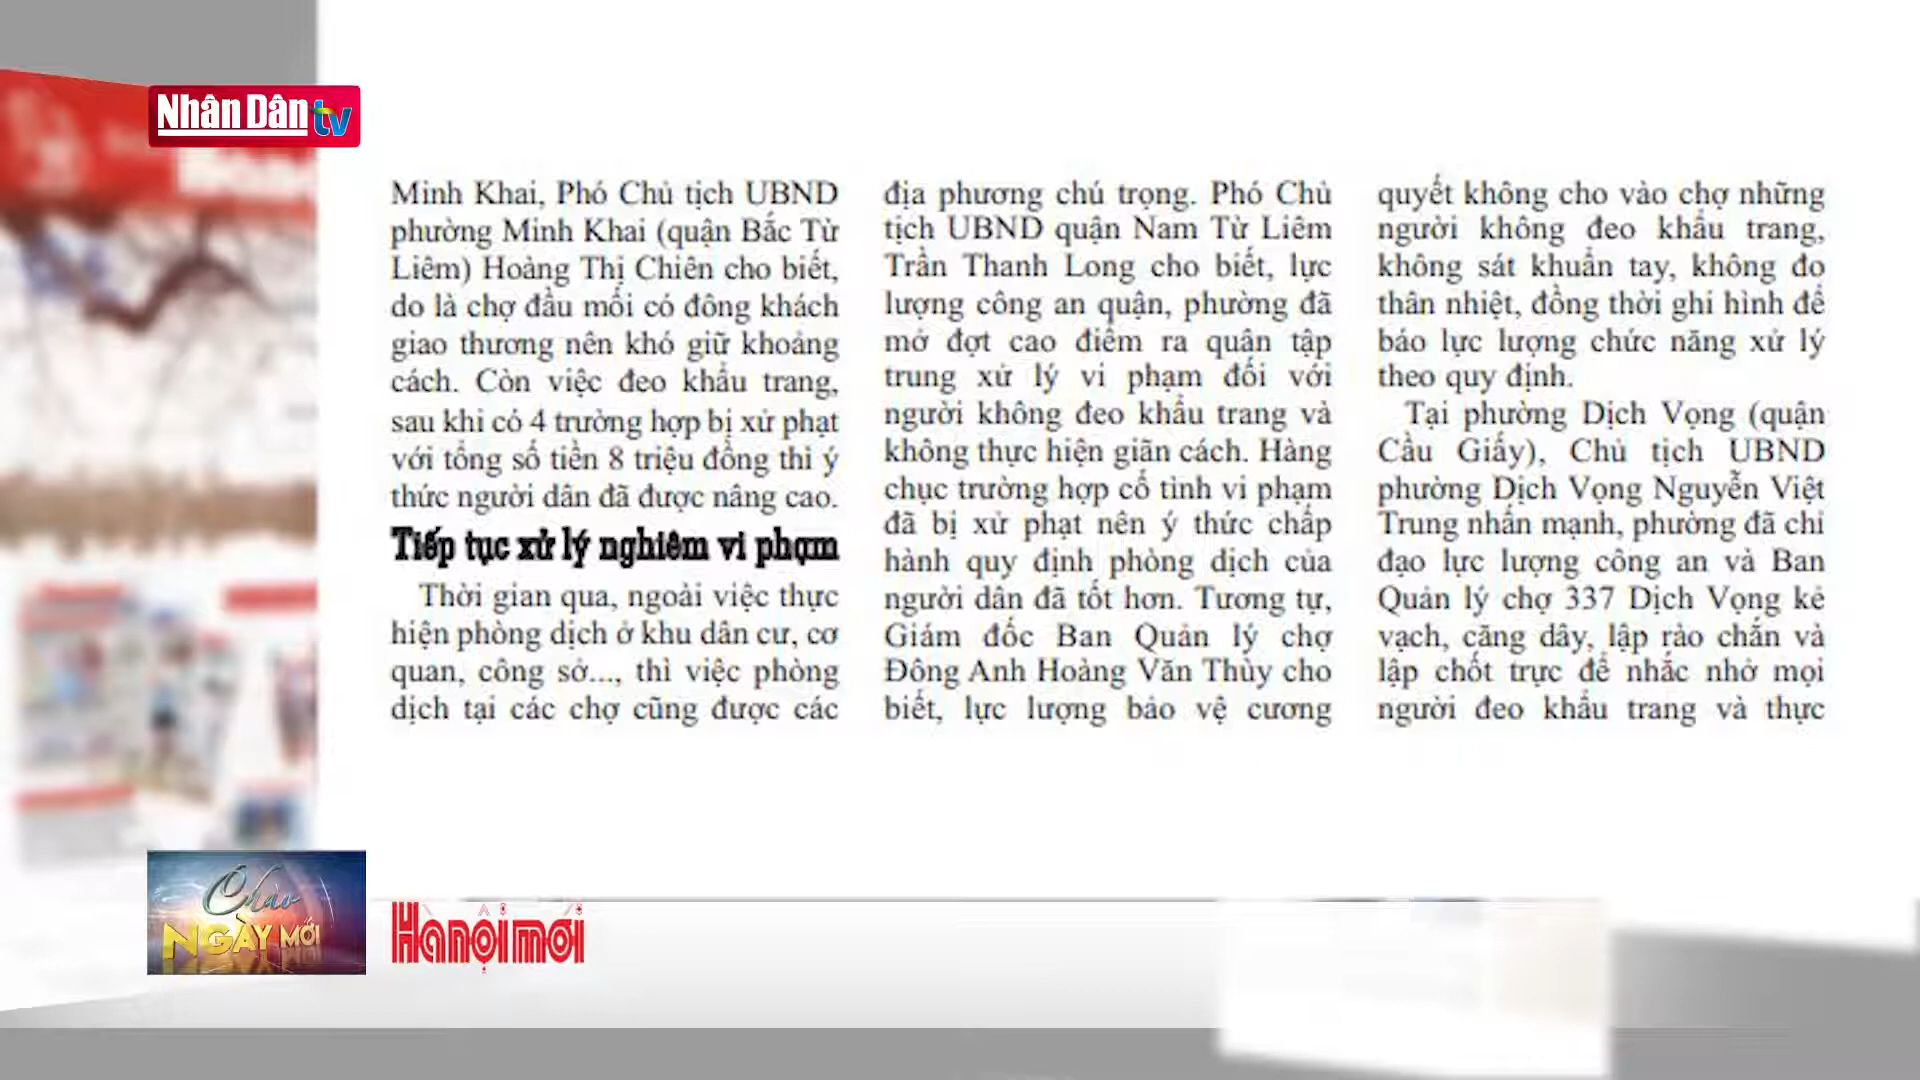 Nhân Dân tv
Minh Khai, Phó Chủ tịch UBND
phường Minh Khai (quận Bắc Từ
Liêm) Hoàng Thị Chiên cho biết,
do là chợ đầu mối có đông khách
giao thương nên khó giữ khoảng
cách. Còn việc đeo khẩu trang,
sau khi có 4 trường hợp bị xử phạt
với tổng số tiền 8 triệu đồng thì ý
thức người dân đã được nâng cao.
Tiếp tục xử lý nghiêm vi phạm
Thời gian qua, ngoài việc thực
hiện phòng dịch ở khu dân cư, cơ
quan, công sở..., thì việc phòng
dịch tại các chợ cũng được các
địa phương chú trọng. Phó Chủ
tịch UBND quận Nam Từ Liêm
Trần Thanh Long cho biết, lực
lượng công an quận, phường đã
mở đợt cao điểm ra quân tập
trung xử lý vi phạm đối với
người không đeo khẩu trang và
không thực hiện giãn cách. Hàng
chục trường hợp cố tình vi phạm
đã bị xử phạt nên ý thức chấp
hành quy định phòng dịch của
người dân đã tốt hơn. Tương tự,
Giám đốc Ban Quản lý chợ
Đông Anh Hoàng Văn Thùy cho
biết, lực lượng bảo vệ cương
quyết không cho vào chợ những
người không đeo khẩu trang,
không sát khuẩn tay, không đo
thân nhiệt, đồng thời ghi hình để
báo lực lượng chức năng xử lý
theo quy định.
Tại phường Dịch Vọng (quận
Cầu Giấy), Chủ tịch UBND
phường Dịch Vọng Nguyễn Việt
Trung nhấn mạnh, phường đã chỉ
đạo lực lượng công an và Ban
Quản lý chợ 337 Dịch Vọng kẻ
vạch, căng dây, lập rào chắn và
lập chốt trực để nhắc nhở mọi
người đeo khẩu trang và thực
Chào
NGÀY MỚI
Hànộimới